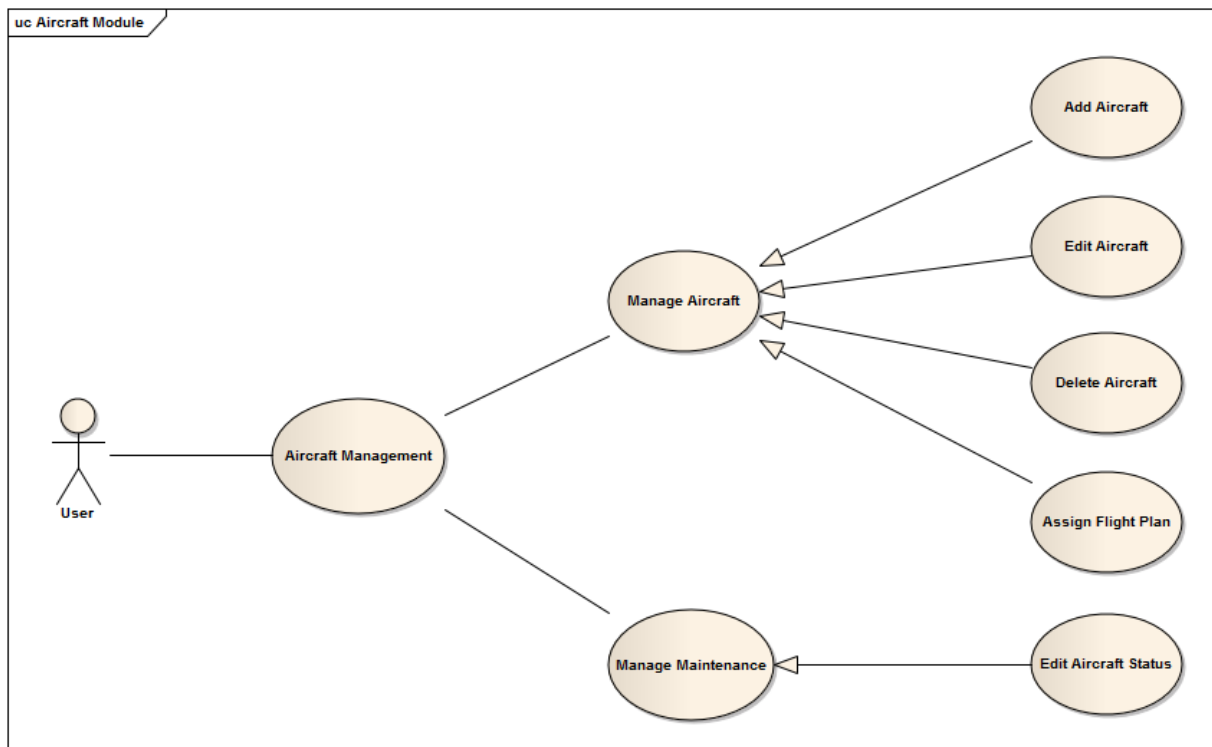 uc Aircraft Module
Add Aircraft
Edit Aircraft
Manage Aircraft
Delete Aircraft
Aircraft Management
User
Assign Flight Plan
Manage Maintenance
Edit Aircraft Status